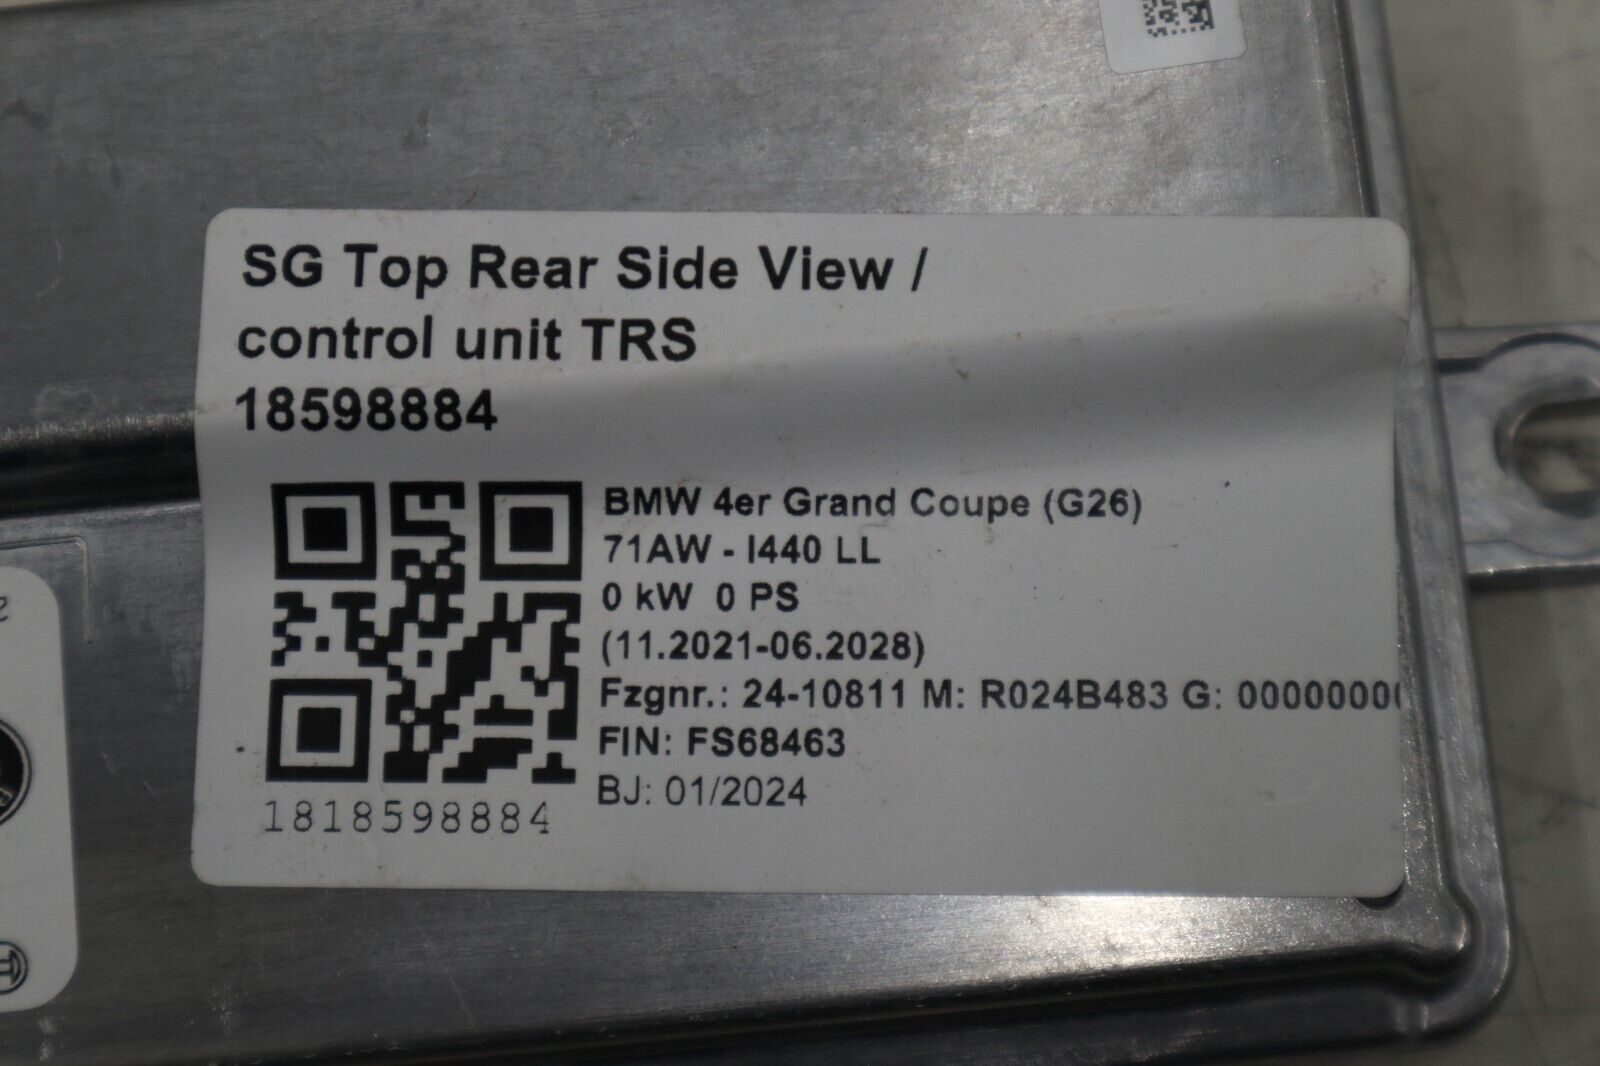 SG Top Rear Side View /
control unit TRS
18598884
BMW 4er Grand Coupe (G26)
71AW - I440 LL
0 kW 0 PS
(11.2021-06.2028)
Fzgnr.: 24-10811 M: R024B483 G: 00000000
FIN: FS68463
BJ: 01/2024
1818598884